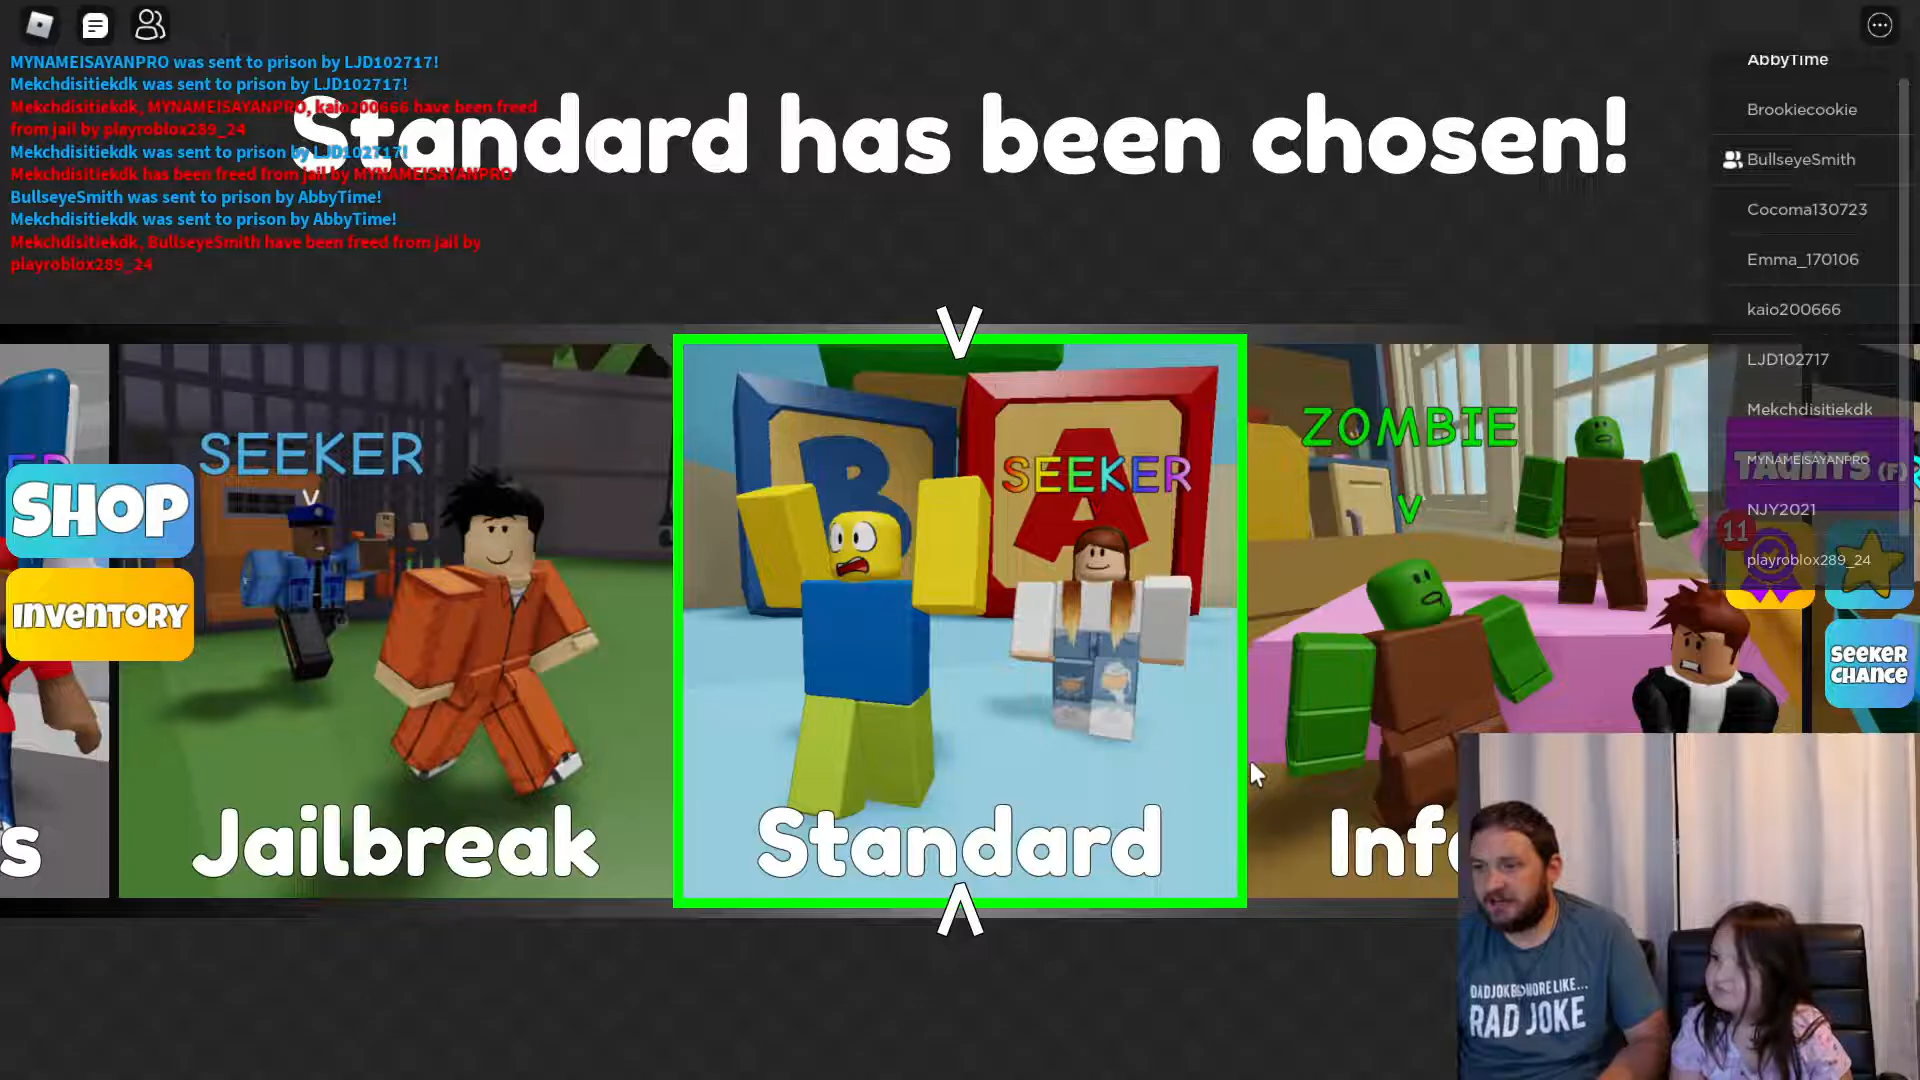 MYNAMEISAYANPRO was sent to prison by LJD102717!
Mekchdisitiekdk was sent to prison by LJD102717!
Mekchdisitiekdk, MYNAMEISAYANPRO, kaio200666 have been freed
from jail by playroblox289_24
Mekchdisitiekdk was sent to prison by LJD102717!
Mekchdisitiekdk has been freed from jail by MYNAMEISAYANPRO
BullseyeSmith was sent to prison by AbbyTime!
Mekchdisitiekdk was sent to prison by AbbyTime!
Mekchdisitiekdk, BullseyeSmith have been freed from jail by
playroblox289_24
Standard has been chosen!
AbbyTime
Brookiecookie
BullseyeSmith
Cocoma130723
Emma_170106
kaio200666
LJD102717
Mekchdisitiekdk
MYNAMEISAYANPRO
TAUNTS (F)
NJY2021
11
playroblox289_24
SHOP
INVENTORY
SEEKER
V
B
A
SEEKER
ZOMBIE
V
SEEKER
CHANCE
s
Jailbreak
Standard
Infe
DAD JOKES MORE LIKE...
RAD JOKE